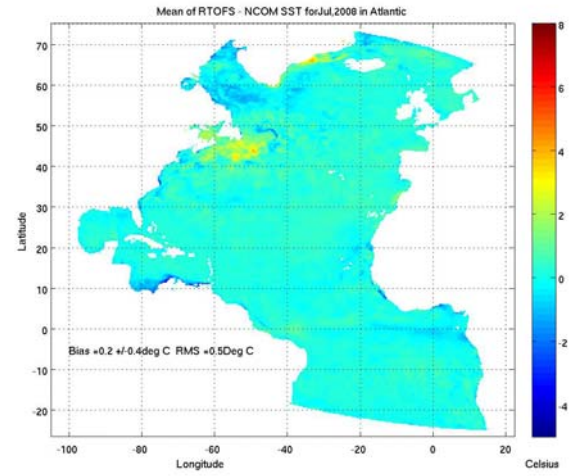 Mean of RTOFS - NCOM SST forJul,2008 in Atlantic
8
70
60
6
50
4
40
30
2
Latitude
20
10
0
0
Bias =0.2 +/-0.4deg C RMS =0.5Deg C
-2
-10
-4
-20
-100 -80 -60 -40 -20 0 20
Longitude
Celsius